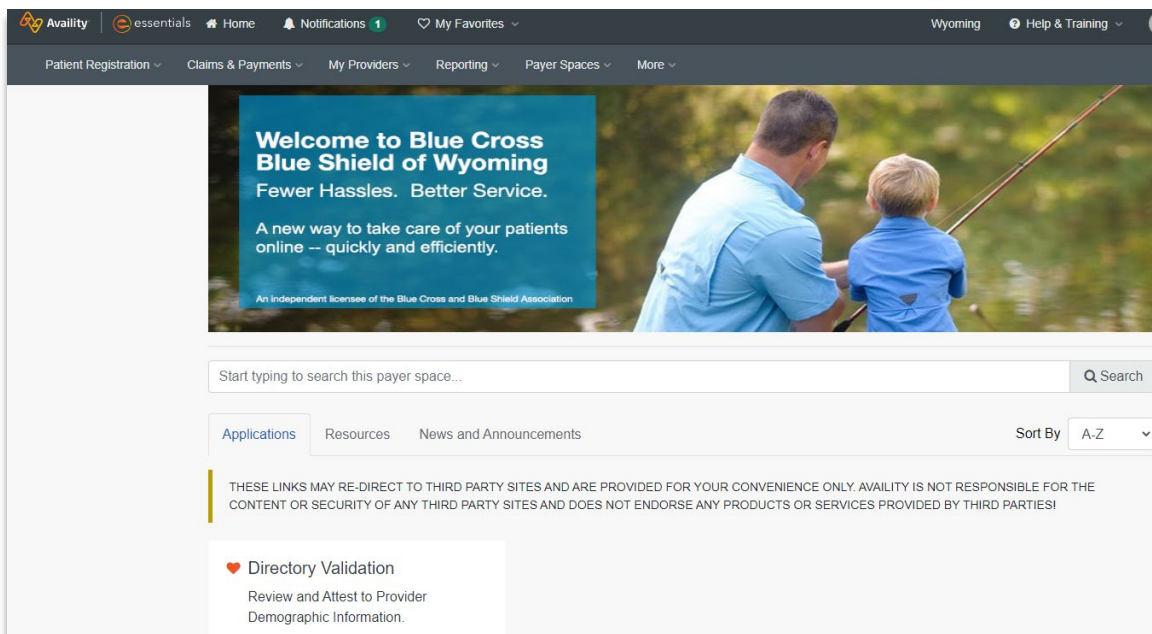 Availity essentials Home Notifications 1 My Favorites Wyoming Help & Training
Patient Registration Claims & Payments My Providers Reporting Payer Spaces More
Welcome to Blue Cross
Blue Shield of Wyoming
Fewer Hassles. Better Service.
A new way to take care of your patients
online -- quickly and efficiently.
An independent licensee of the Blue Cross and Blue Shield Association
Start typing to search this payer space... Search
Applications Resources News and Announcements Sort By A-Z
THESE LINKS MAY RE-DIRECT TO THIRD PARTY SITES AND ARE PROVIDED FOR YOUR CONVENIENCE ONLY. AVAILITY IS NOT RESPONSIBLE FOR THE
CONTENT OR SECURITY OF ANY THIRD PARTY SITES AND DOES NOT ENDORSE ANY PRODUCTS OR SERVICES PROVIDED BY THIRD PARTIES!
Directory Validation
Review and Attest to Provider
Demographic Information.